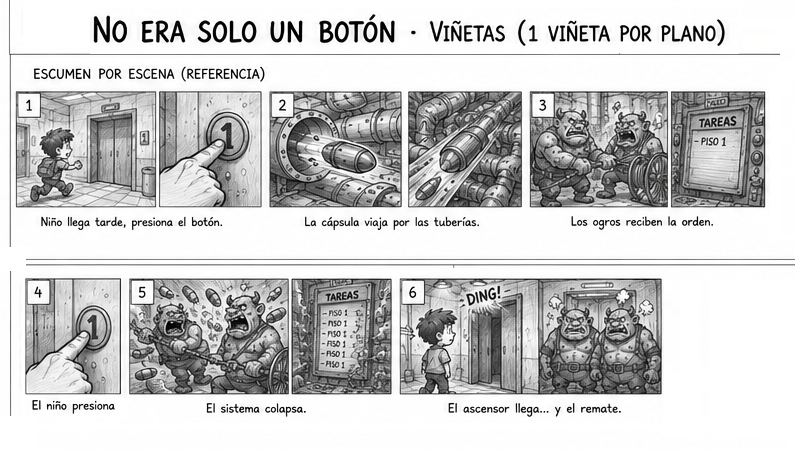 NO ERA SOLO UN BOTÓN · VIÑETAS (1 VIÑETA POR PLANO)
ESCUMEN POR ESCENA (REFERENCIA)
1
1
2
3
TAREAS
- PISO 1
Niño llega tarde, presiona el botón.
La cápsula viaja por las tuberías.
Los ogros reciben la orden.
4
1
5
TAREAS
- PISO 1
- PISO 1
- PISO 1
- PISO 1
- PISO 1
- PISO 1
6
DING!
El niño presiona
El sistema colapsa.
El ascensor llega... y el remate.